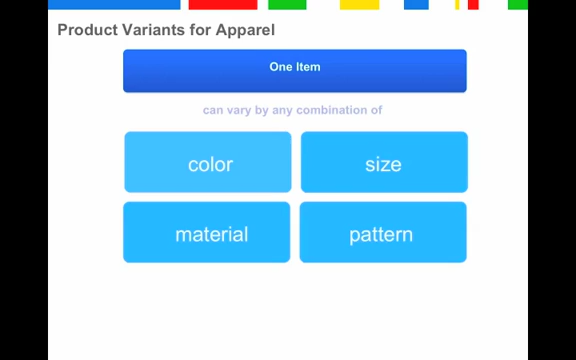 Product Variants for Apparel
One Item
can vary by any combination of
color
size
material
pattern